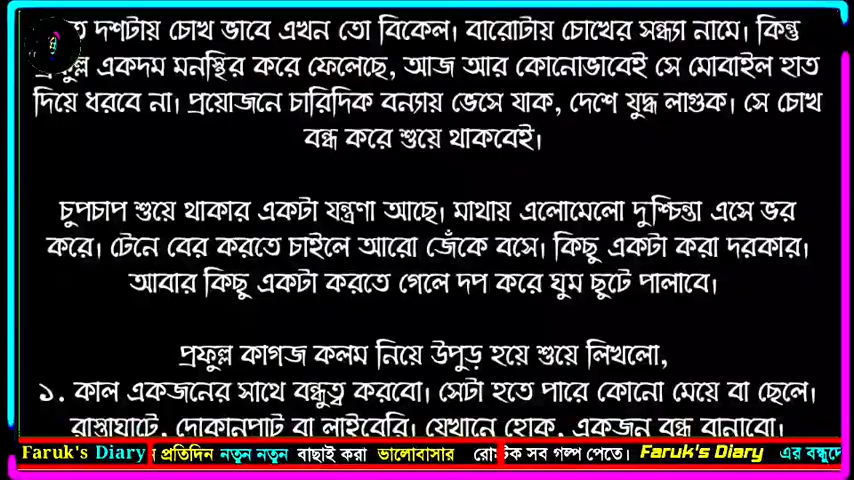 দশটায় চোখ ভাবে এখন তো বিকেল। বারোটায় চোখের সন্ধ্যা নামে। কিন্তু
একদম মনস্থির করে ফেলেছে, আজ আর কোনোভাবেই সে মোবাইল হাত
দিয়ে ধরবে না। প্রয়োজনে চারিদিক বন্যায় ভেসে যাক, দেশে যুদ্ধ লাগুক। সে চোখ
বন্ধ করে শুয়ে থাকবেই।
চুপচাপ শুয়ে থাকার একটা যন্ত্রণা আছে। মাথায় এলোমেলো দুশ্চিন্তা এসে ভর
করে। টেনে বের করতে চাইলে আরো জেঁকে বসে। কিছু একটা করা দরকার।
আবার কিছু একটা করতে গেলে দপ করে ঘুম ছুটে পালাবে।
প্রফুল্ল কাগজ কলম নিয়ে উপুড় হয়ে শুয়ে লিখলো,
১. কাল একজনের সাথে বন্ধুত্ব করবো। সেটা হতে পারে কোনো মেয়ে বা ছেলে।
রাস্তাঘাটে, দোকানপাট বা লাইবেরি। যেখানে হোক, একজন বন্ধু বানাবো।
Faruk's Diary প্রতিদিন নতুন নতুন বাছাই করা ভালোবাসার সব গল্প পেতে। Faruk's Diary এর